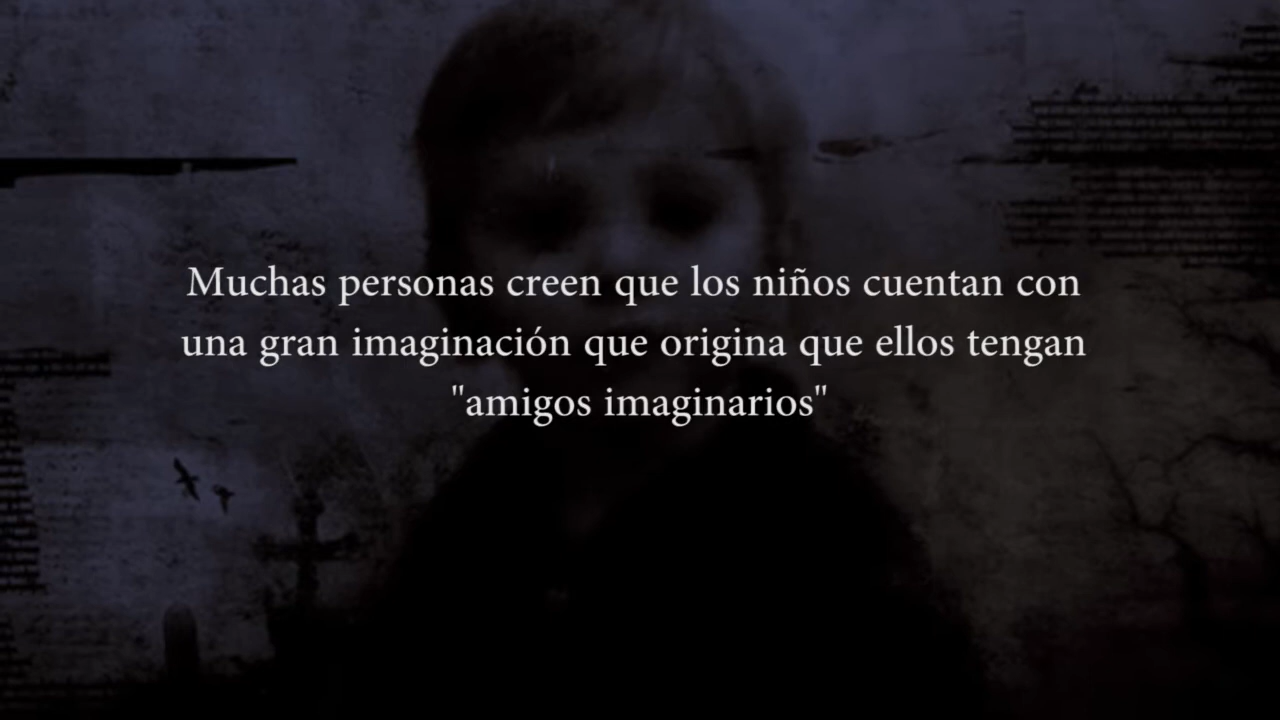 Muchas personas creen que los niños cuentan con
una gran imaginación que origina que ellos tengan
"amigos imaginarios"